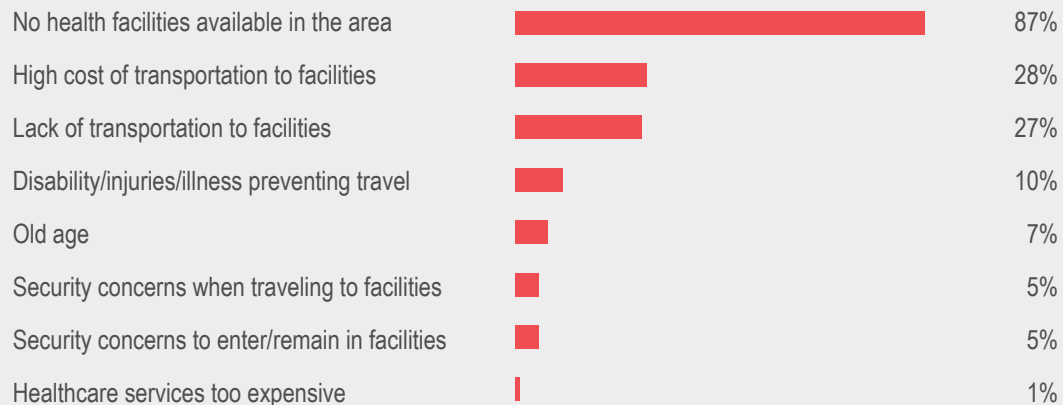 No health facilities available in the area 87%
High cost of transportation to facilities 28%
Lack of transportation to facilities 27%
Disability/injuries/illness preventing travel 10%
Old age 7%
Security concerns when traveling to facilities 5%
Security concerns to enter/remain in facilities 5%
Healthcare services too expensive 1%